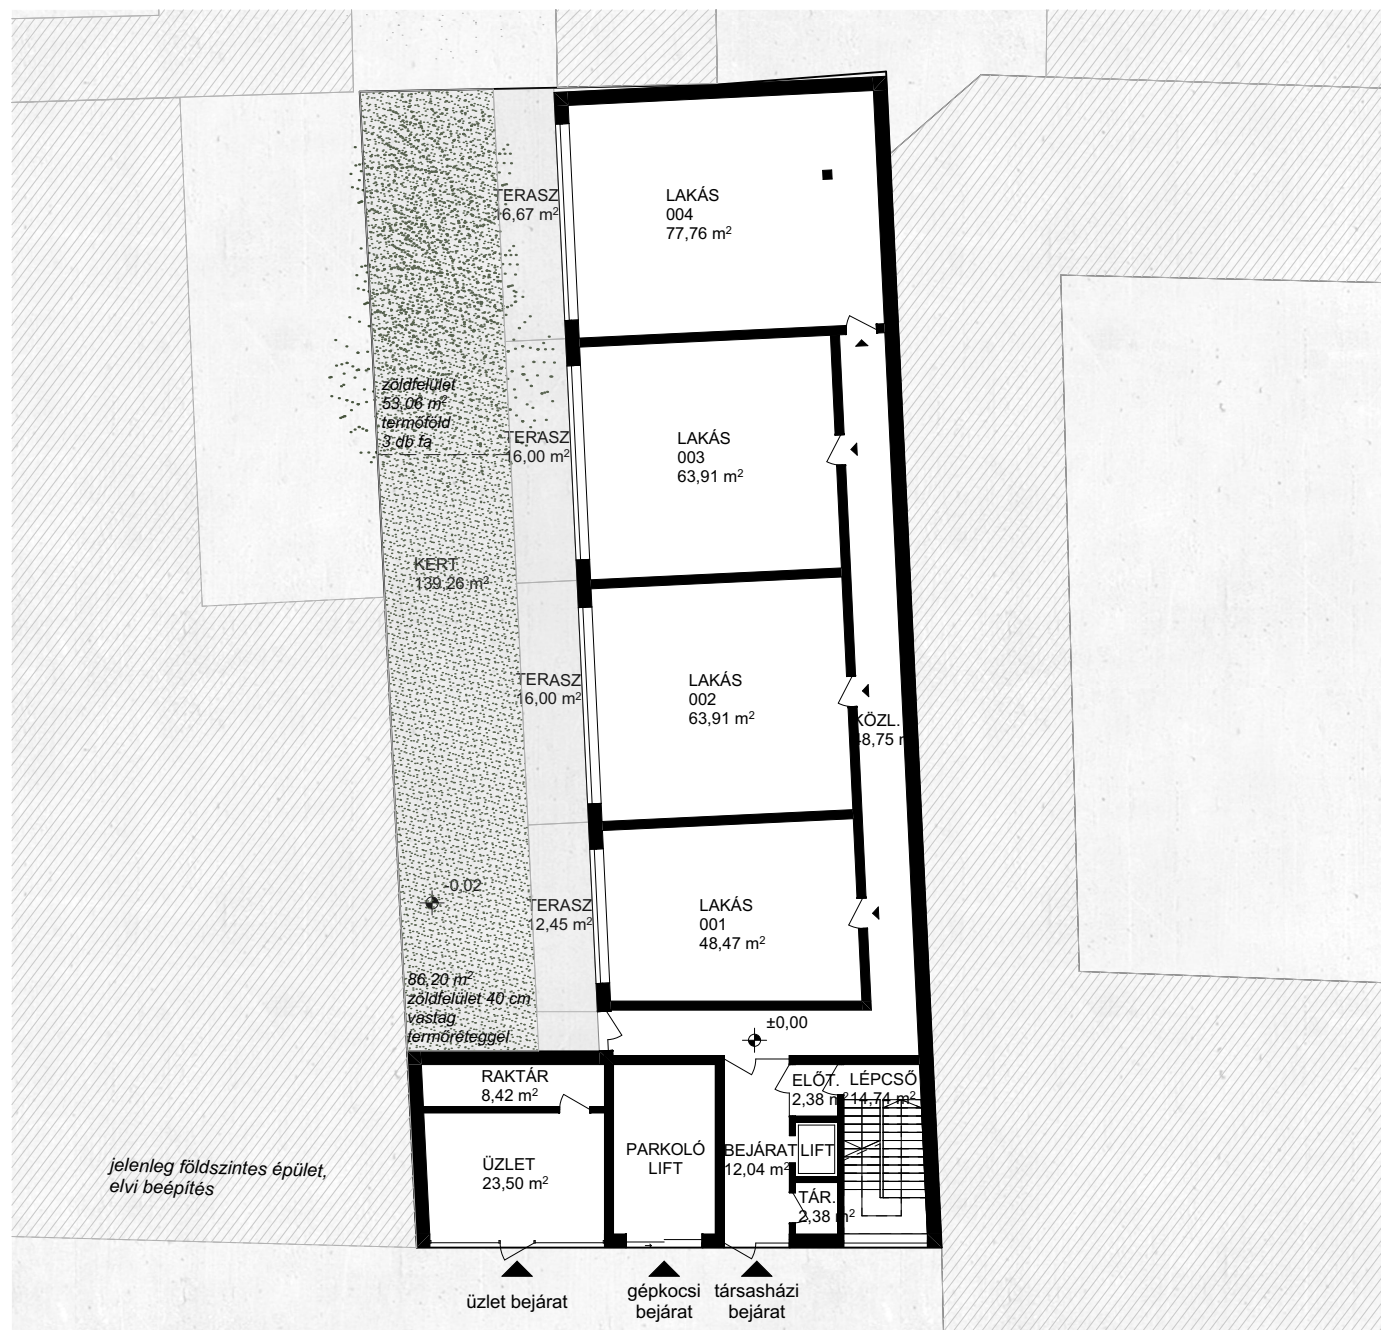 TERASZ
16,67 m²
LAKÁS
004
77,76 m²
zöldfelület
53,06 m²
termőföld
3 db fa
TERASZ
16,00 m²
LAKÁS
003
63,91 m²
KERT
139,26 m²
TERASZ
16,00 m²
LAKÁS
002
63,91 m²
KÖZL.
48,75 m
-0,02
TERASZ
12,45 m²
LAKÁS
001
48,47 m²
86,20 m²
zöldfelület 40 cm
vastag
termőréteggel
±0,00
RAKTÁR
8,42 m²
ELŐT.
2,38 m²
LÉPCSŐ
14,74 m²
ÜZLET
23,50 m²
PARKOLÓ
LIFT
BEJÁRAT
12,04 m²
LIFT
TÁR.
2,38 m²
jelenleg földszintes épület,
elvi beépítés
üzlet bejárat
gépkocsi
bejárat
társasházi
bejárat